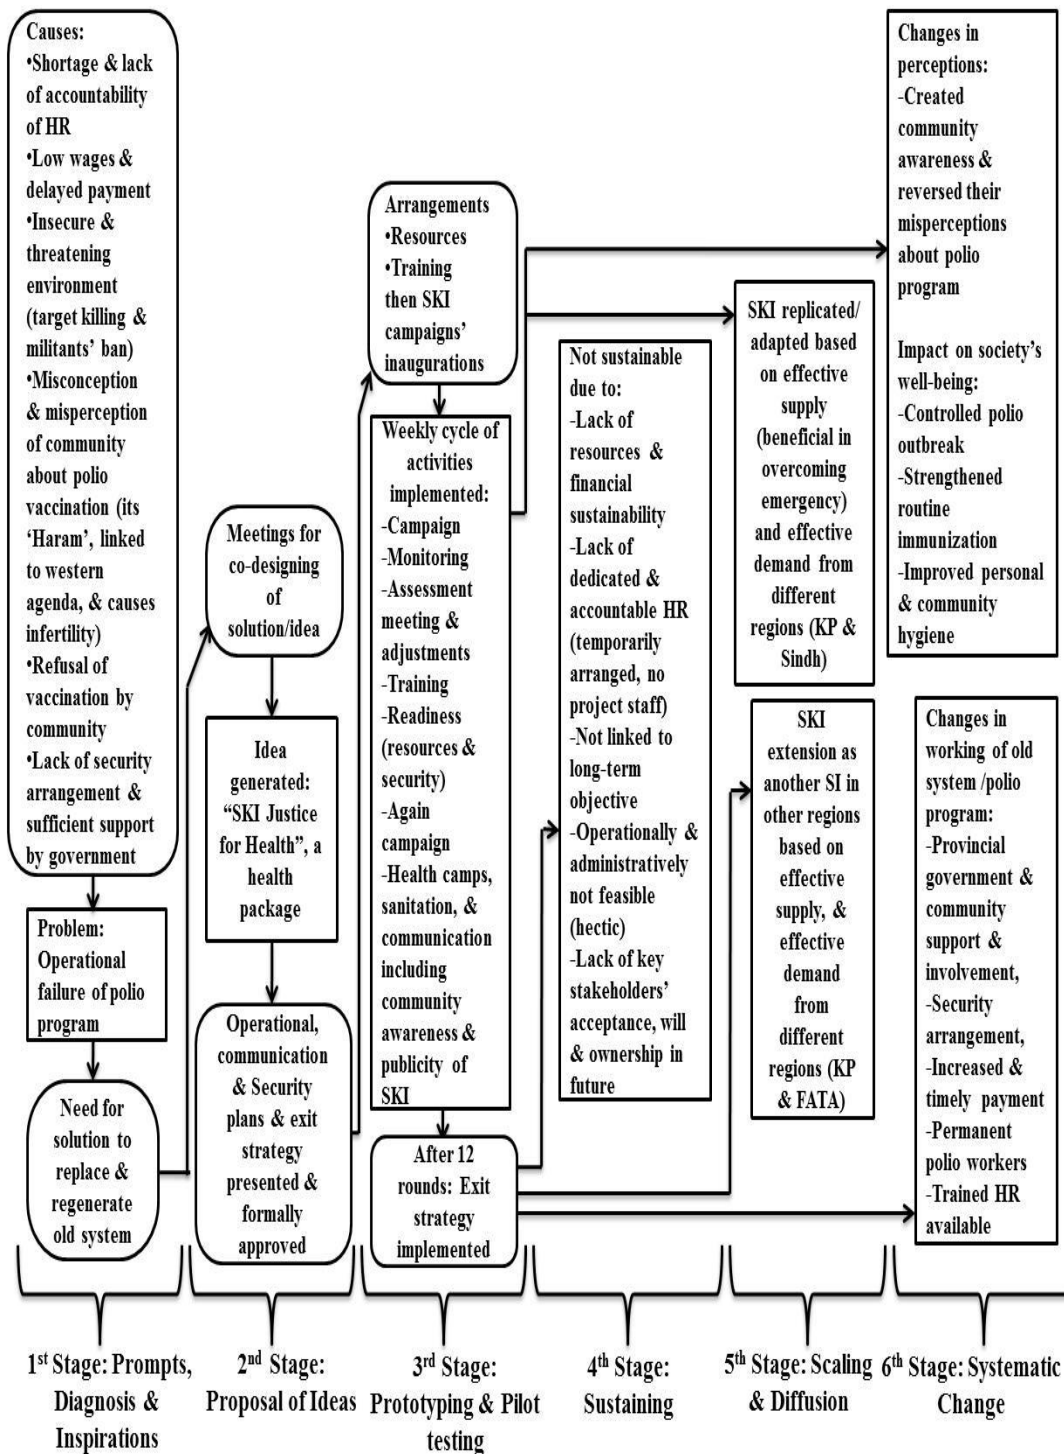 Causes:
•Shortage & lack
of accountability
of HR
•Low wages &
delayed payment
•Insecure &
threatening
environment
(target killing &
militants' ban)
•Misconception
& misperception
of community
about polio
vaccination (its
'Haram', linked
to western
agenda, & causes
infertility)
•Refusal of
vaccination by
community
•Lack of security
arrangement &
sufficient support
by government
Problem:
Operational
failure of polio
program
Need for
solution to
replace &
regenerate
old system
Meetings for
co-designing
of
solution/idea
Idea
generated:
“SKI Justice
for Health”, a
health
package
Operational,
communication
& Security
plans & exit
strategy
presented &
formally
approved
Arrangements
•Resources
•Training
then SKI
campaigns'
inaugurations
Weekly cycle of
activities
implemented:
-Campaign
-Monitoring
-Assessment
meeting &
adjustments
-Training
-Readiness
(resources &
security)
-Again
campaign
-Health camps,
sanitation, &
communication
including
community
awareness &
publicity of
SKI
After 12
rounds: Exit
strategy
implemented
Not sustainable
due to:
-Lack of
resources &
financial
sustainability
-Lack of
dedicated &
accountable HR
(temporarily
arranged, no
project staff)
-Not linked to
long-term
objective
-Operationally &
administratively
not feasible
(hectic)
-Lack of key
stakeholders'
acceptance, will
& ownership in
future
SKI replicated/
adapted based
on effective
supply
(beneficial in
overcoming
emergency)
and effective
demand from
different
regions (KP &
Sindh)
SKI
extension as
another SI in
other regions
based on
effective
supply, &
effective
demand
from
different
regions (KP
& FATA)
Changes in
perceptions:
-Created
community
awareness &
reversed their
misperceptions
about polio
program
Impact on society's
well-being:
-Controlled polio
outbreak
-Strengthened
routine
immunization
-Improved personal
& community
hygiene
Changes in
working of old
system /polio
program:
-Provincial
government &
community
support &
involvement,
-Security
arrangement,
-Increased &
timely payment
-Permanent
polio workers
-Trained HR
available
1st Stage: Prompts,
Diagnosis &
Inspirations
2nd Stage:
Proposal of Ideas
3rd Stage:
Prototyping & Pilot
testing
4th Stage:
Sustaining
5th Stage: Scaling
& Diffusion
6th Stage: Systematic
Change